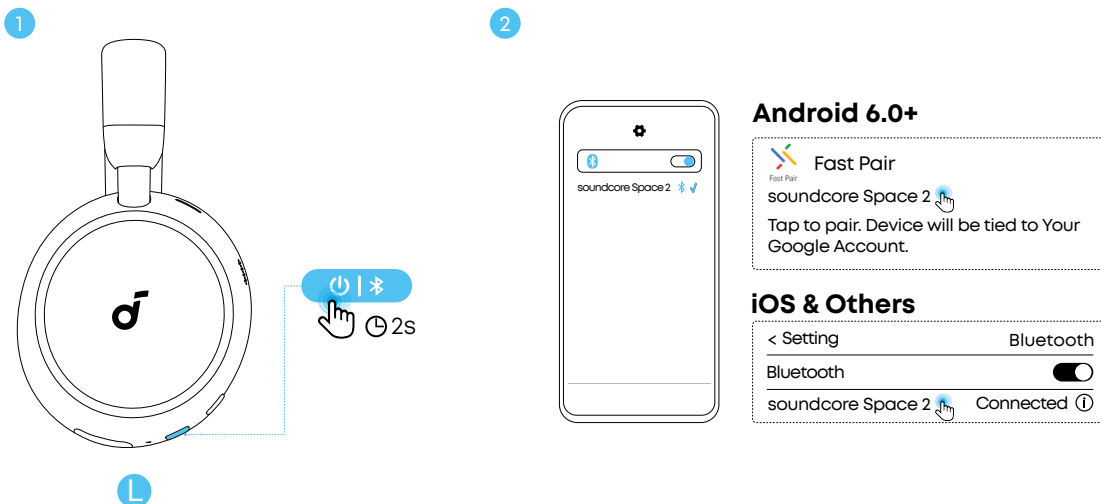 1
2s
L
2
soundcore Space 2
Android 6.0+
Fast Pair
Fast Pair
soundcore Space 2
Tap to pair. Device will be tied to Your
Google Account.
iOS & Others
< Setting Bluetooth
Bluetooth
soundcore Space 2 Connected i